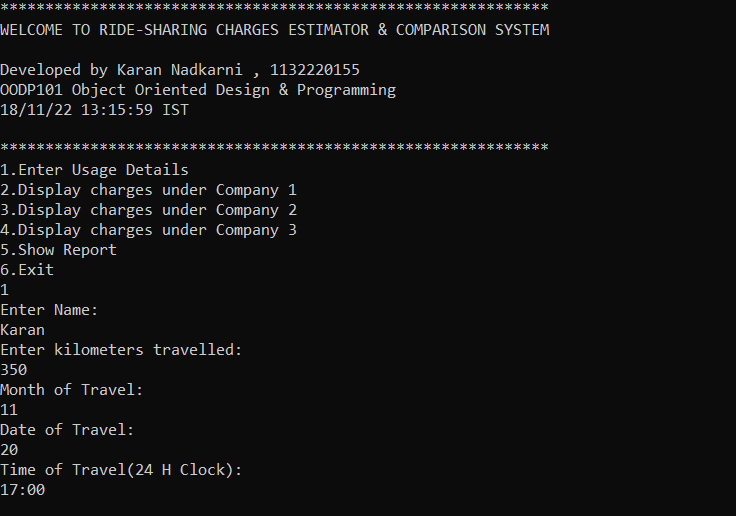 *************************************************************
WELCOME TO RIDE-SHARING CHARGES ESTIMATOR & COMPARISON SYSTEM
Developed by Karan Nadkarni , 1132220155
OODP101 Object Oriented Design & Programming
18/11/22 13:15:59 IST
*************************************************************
1.Enter Usage Details
2.Display charges under Company 1
3.Display charges under Company 2
4.Display charges under Company 3
5.Show Report
6.Exit
1
Enter Name:
Karan
Enter kilometers travelled:
350
Month of Travel:
11
Date of Travel:
20
Time of Travel(24 H Clock):
17:00